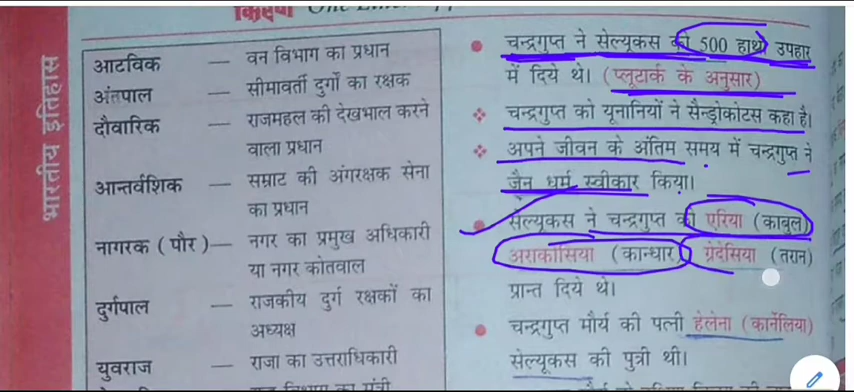 किरण One Liner
भारतीय इतिहास
आटविक — वन विभाग का प्रधान
अंतपाल — सीमावर्ती दुर्गों का रक्षक
दौवारिक — राजमहल की देखभाल करने
वाला प्रधान
आन्तर्वशिक — सम्राट की अंगरक्षक सेना
का प्रधान
नागरक (पौर)— नगर का प्रमुख अधिकारी
या नगर कोतवाल
दुर्गपाल — राजकीय दुर्ग रक्षकों का
अध्यक्ष
युवराज — राजा का उत्तराधिकारी
चन्द्रगुप्त ने सेल्यूकस को 500 हाथी उपहार
में दिये थे। (प्लूटार्क के अनुसार)
चन्द्रगुप्त को यूनानियों ने सैन्ड्रोकोटस कहा है।
अपने जीवन के अंतिम समय में चन्द्रगुप्त ने
जैन धर्म स्वीकार किया।
सेल्यूकस ने चन्द्रगुप्त को एरिया (काबुल)
अराकोसिया (कान्धार) ग्रेदेसिया (तरान)
प्रान्त दिये थे।
चन्द्रगुप्त मौर्य की पत्नी हेलेना (कार्नेलिया)
सेल्यूकस की पुत्री थी।